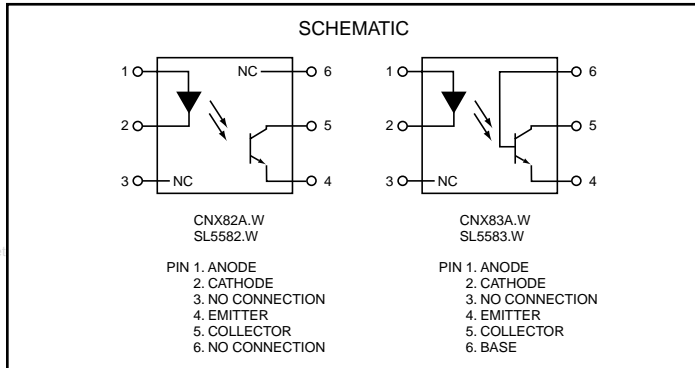 SCHEMATIC
1
NC
6
2
5
3
NC
4
CNX82A.W
SL5582.W
PIN 1. ANODE
2. CATHODE
3. NO CONNECTION
4. EMITTER
5. COLLECTOR
6. NO CONNECTION
1
6
2
5
3
NC
4
CNX83A.W
SL5583.W
PIN 1. ANODE
2. CATHODE
3. NO CONNECTION
4. EMITTER
5. COLLECTOR
6. BASE